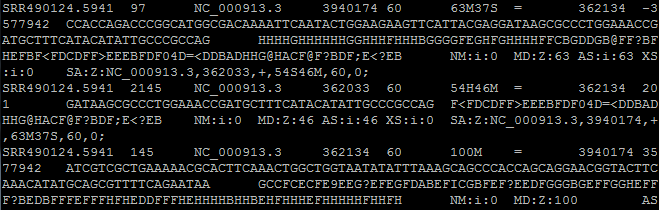 SRR490124.5941 97 NC_000913.3 3940174 60 63M37S = 362134 -3
577942 CCACCAGACCCGGCATGGCGACAAAATTCAATACTGGAAGAAGTTCATTACGAGGATAAGCGCCCTGGAAACCG
ATGCTTTCATACATATTGCCCGCCAG HHHHGHHHHHGGHHFHHHBGGGGFEGHFGHHHHFFCBGDDGB@FF?BF
HEFBF<FDCDFF>EEEBFDF04D=<DDBADHHG@HACF@F?BDF;E<?EB NM:i:0 MD:Z:63 AS:i:63 XS
:i:0 SA:Z:NC_000913.3,362033,+,54S46M,60,0;
SRR490124.5941 2145 NC_000913.3 362033 60 54H46M = 362134 20
1 GATAAGCGCCCTGGAAACCGATGCTTTCATACATATTGCCCGCCAG F<FDCDFF>EEEBFDF04D=<DDBAD
HHG@HACF@F?BDF;E<?EB NM:i:0 MD:Z:46 AS:i:46 XS:i:0 SA:Z:NC_000913.3,3940174,+
,63M37S,60,0;
SRR490124.5941 145 NC_000913.3 362134 60 100M = 3940174 35
77942 ATCGTCGCTGAAAAACGCACTTCAAACTGGCTGGTAATATATTTAAAGCAGCCCACCAGCAGGAACGGTACTTC
AAACATATGCAGCGTTTTCAGAATAA GCCFCECFE9EEG?EFEGFDABEFICGBFEF?EEDFGGGBGEFFGGHEFF
F?BEDBFFFEFFFHFHEDDFFFHEHHHHBHHBEHFHHHEFHHHHHFHHFH NM:i:0 MD:Z:100 AS